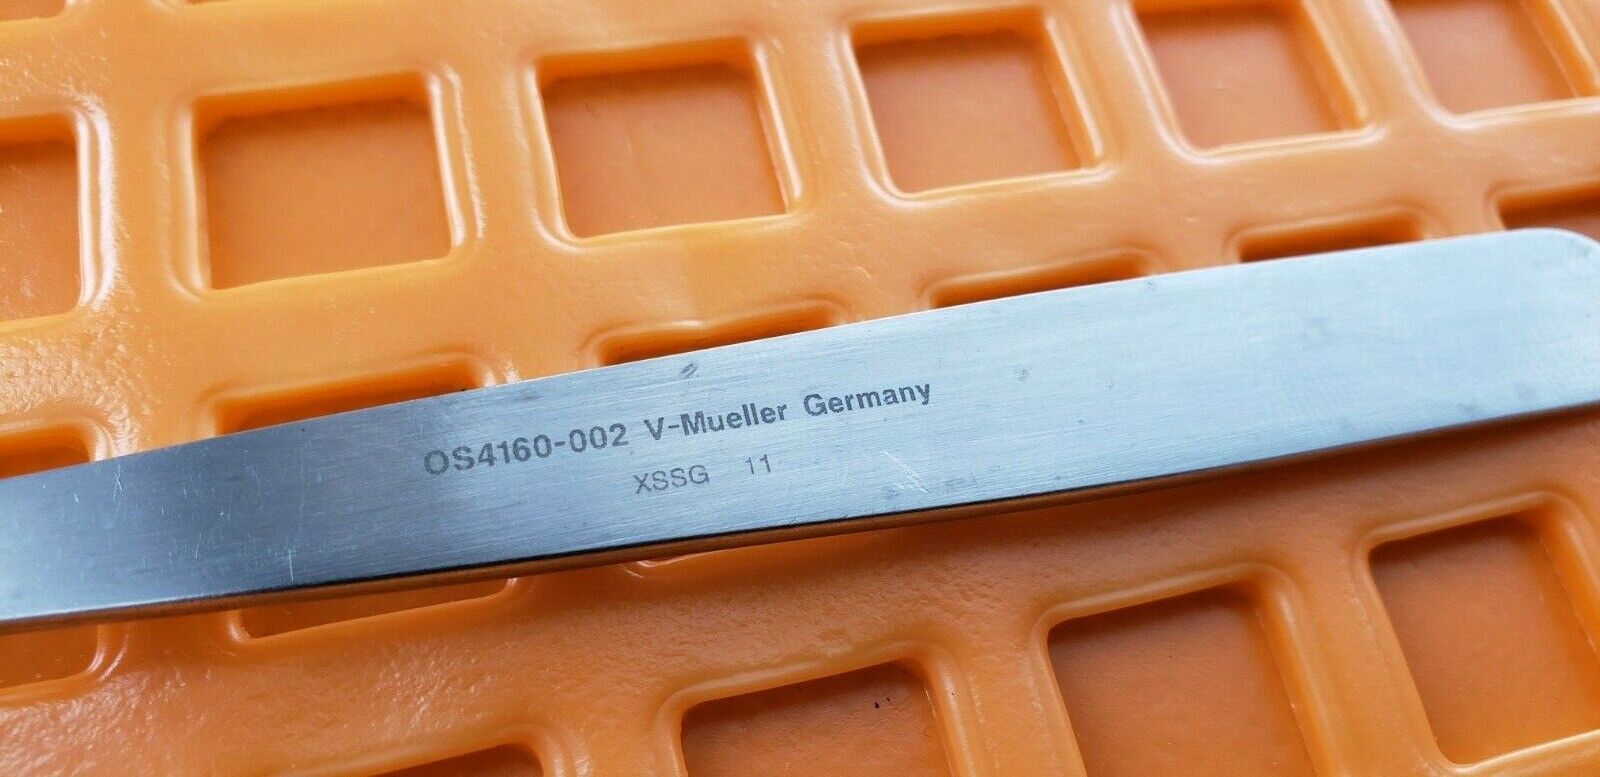 OS4160-002 V-Mueller Germany
XSSG 11